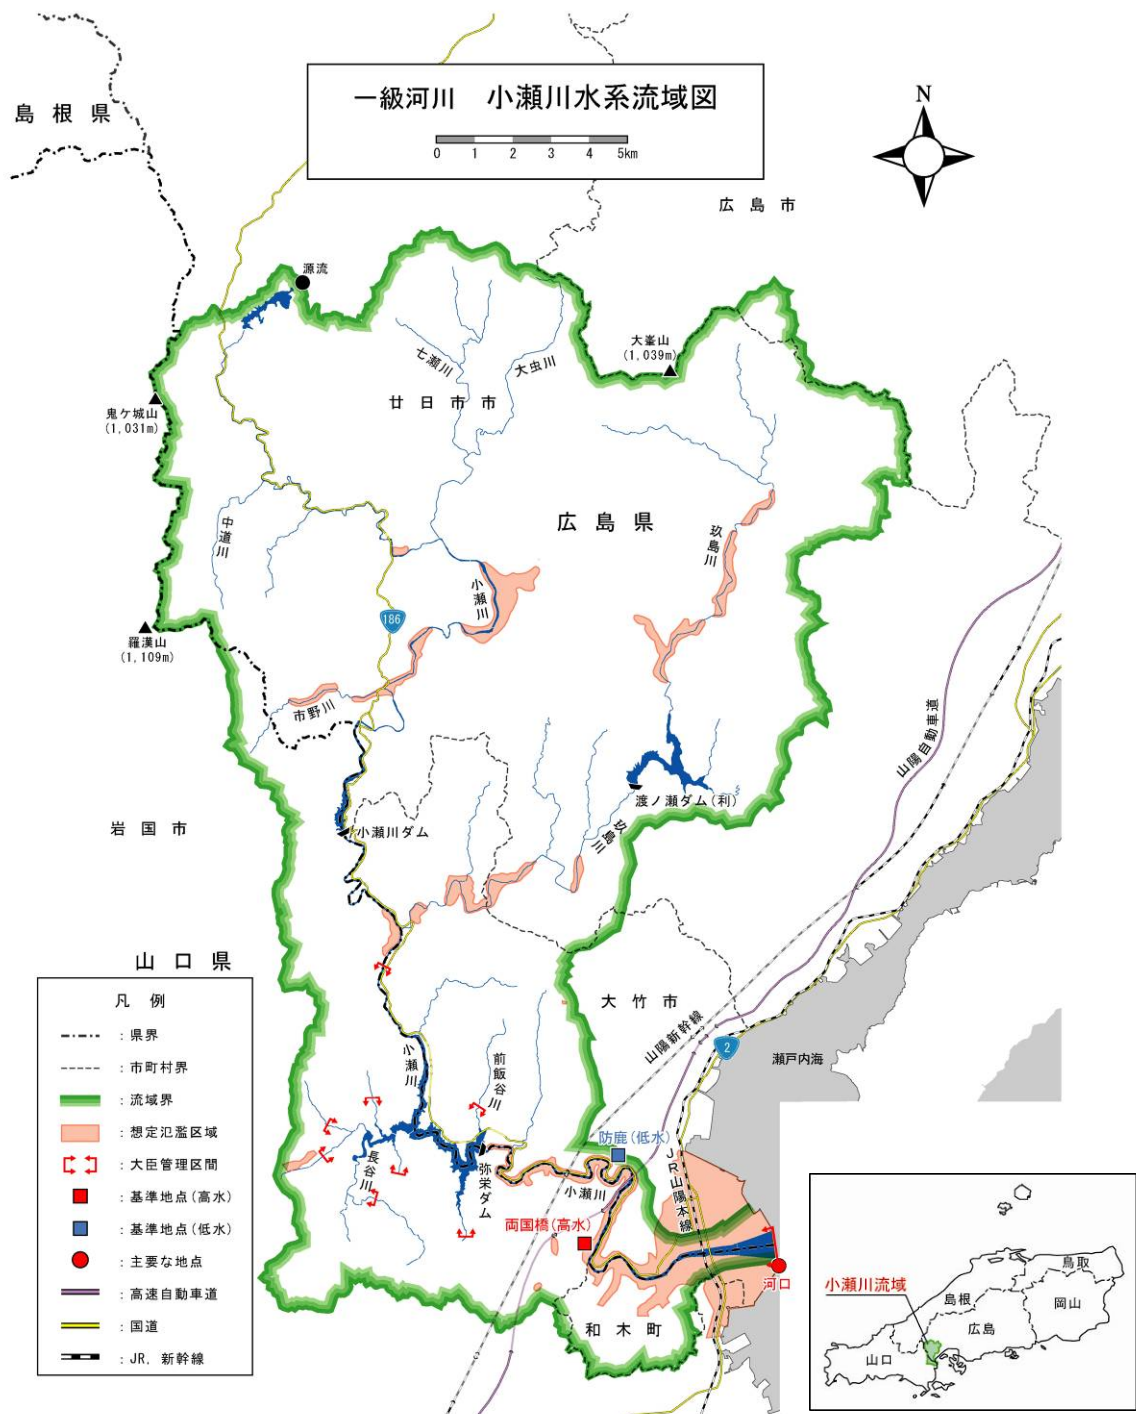 一級河川 小瀬川水系流域図
0 1 2 3 4 5km
N
島根県
広島市
源流
大峯山
(1,039m)
七瀬川
大虫川
鬼ケ城山
(1,031m)
廿日市市
広島県
中道川
玖島川
小瀬川
186
羅漢山
(1,109m)
市野川
山陽自動車道
渡ノ瀬ダム(利)
岩国市
小瀬川ダム
玖島川
山口県
大竹市
山陽新幹線
2
瀬戸内海
小瀬川
前飯谷川
防鹿(低水)
長谷川
弥栄ダム
小瀬川
JR山陽本線
両国橋(高水)
河口
和木町
凡例
:県界
:市町村界
:流域界
:想定氾濫区域
:大臣管理区間
:基準地点(高水)
:基準地点(低水)
:主要な地点
:高速自動車道
:国道
:JR. 新幹線
小瀬川流域
鳥取
島根
岡山
広島
山口